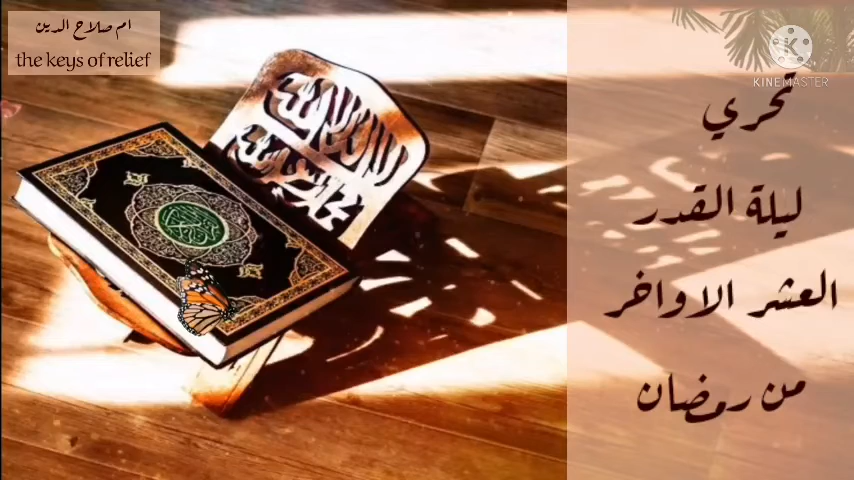 ام صلاح الدين
the keys of relief
KINEMASTER
تحري
ليلة القدر
العشر الاواخر
من رمضان